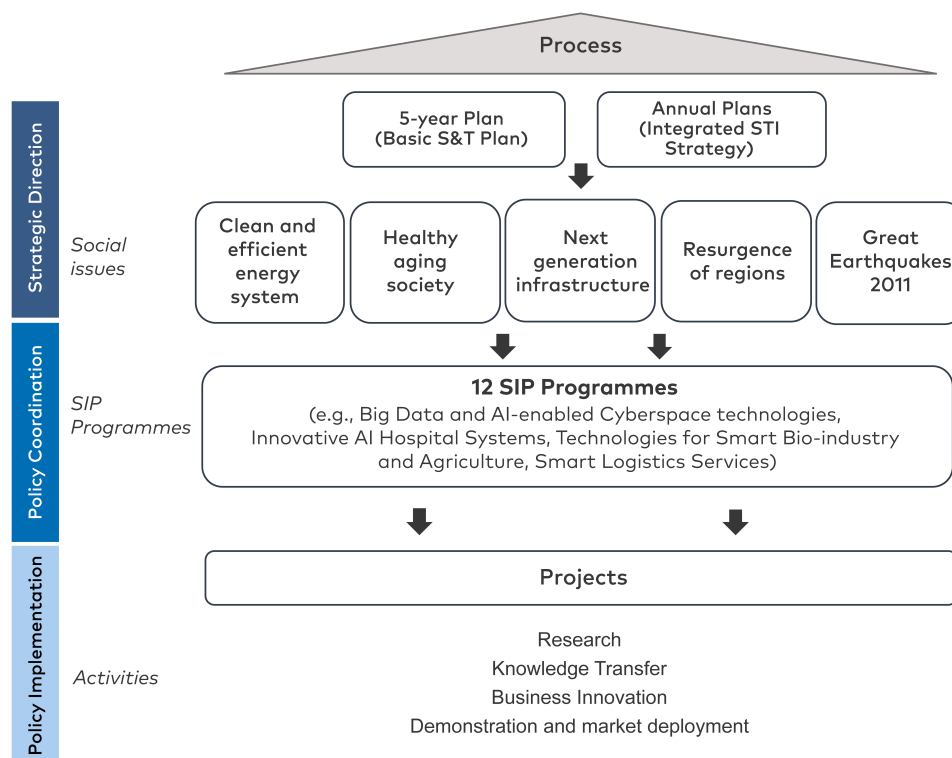 Process
Strategic Direction
5-year Plan
(Basic S&T Plan)
Annual Plans
(Integrated STI
Strategy)
Social
issues
Clean and
efficient
energy
system
Healthy
aging
society
Next
generation
infrastructure
Resurgence
of regions
Great
Earthquakes
2011
Policy Coordination
SIP
Programmes
12 SIP Programmes
(e.g., Big Data and AI-enabled Cyberspace technologies,
Innovative AI Hospital Systems, Technologies for Smart Bio-industry
and Agriculture, Smart Logistics Services)
Policy Implementation
Projects
Activities
Research
Knowledge Transfer
Business Innovation
Demonstration and market deployment